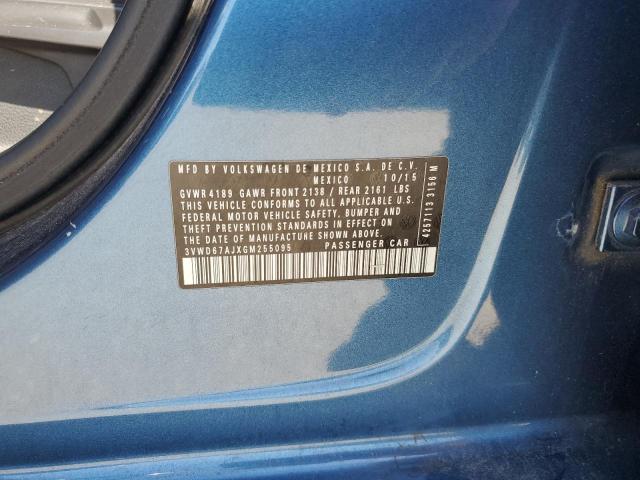 MFD BY VOLKSWAGEN DE MEXICO S.A. DE C.V.
MEXICO 10/15
GVWR 4189 GAWR FRONT 2138 / REAR 2161 LBS
THIS VEHICLE CONFORMS TO ALL APPLICABLE U.S.
FEDERAL MOTOR VEHICLE SAFETY, BUMPER AND
THEFT PREVENTION STANDARDS IN EFFECT ON
THE DATE OF MANUFACTURE SHOWN ABOVE.
3VWD67AJXGM255095 PASSENGER CAR
4257113 3156 M